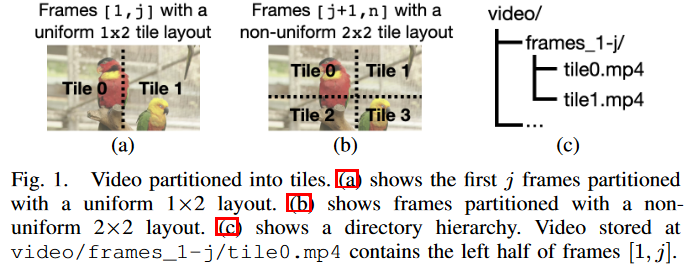 Frames [1,j] with a
uniform 1x2 tile layout
Tile 0
Tile 1
(a)
Frames [j+1,n] with a
non-uniform 2x2 tile layout
Tile 0
Tile 1
Tile 2
Tile 3
(b)
video/
frames_1-j/
tile0.mp4
tile1.mp4
...
(c)
Fig. 1. Video partitioned into tiles. (a) shows the first j frames partitioned
with a uniform 1×2 layout. (b) shows frames partitioned with a non-
uniform 2×2 layout. (c) shows a directory hierarchy. Video stored at
video/frames_1-j/tile0.mp4 contains the left half of frames [1, j].